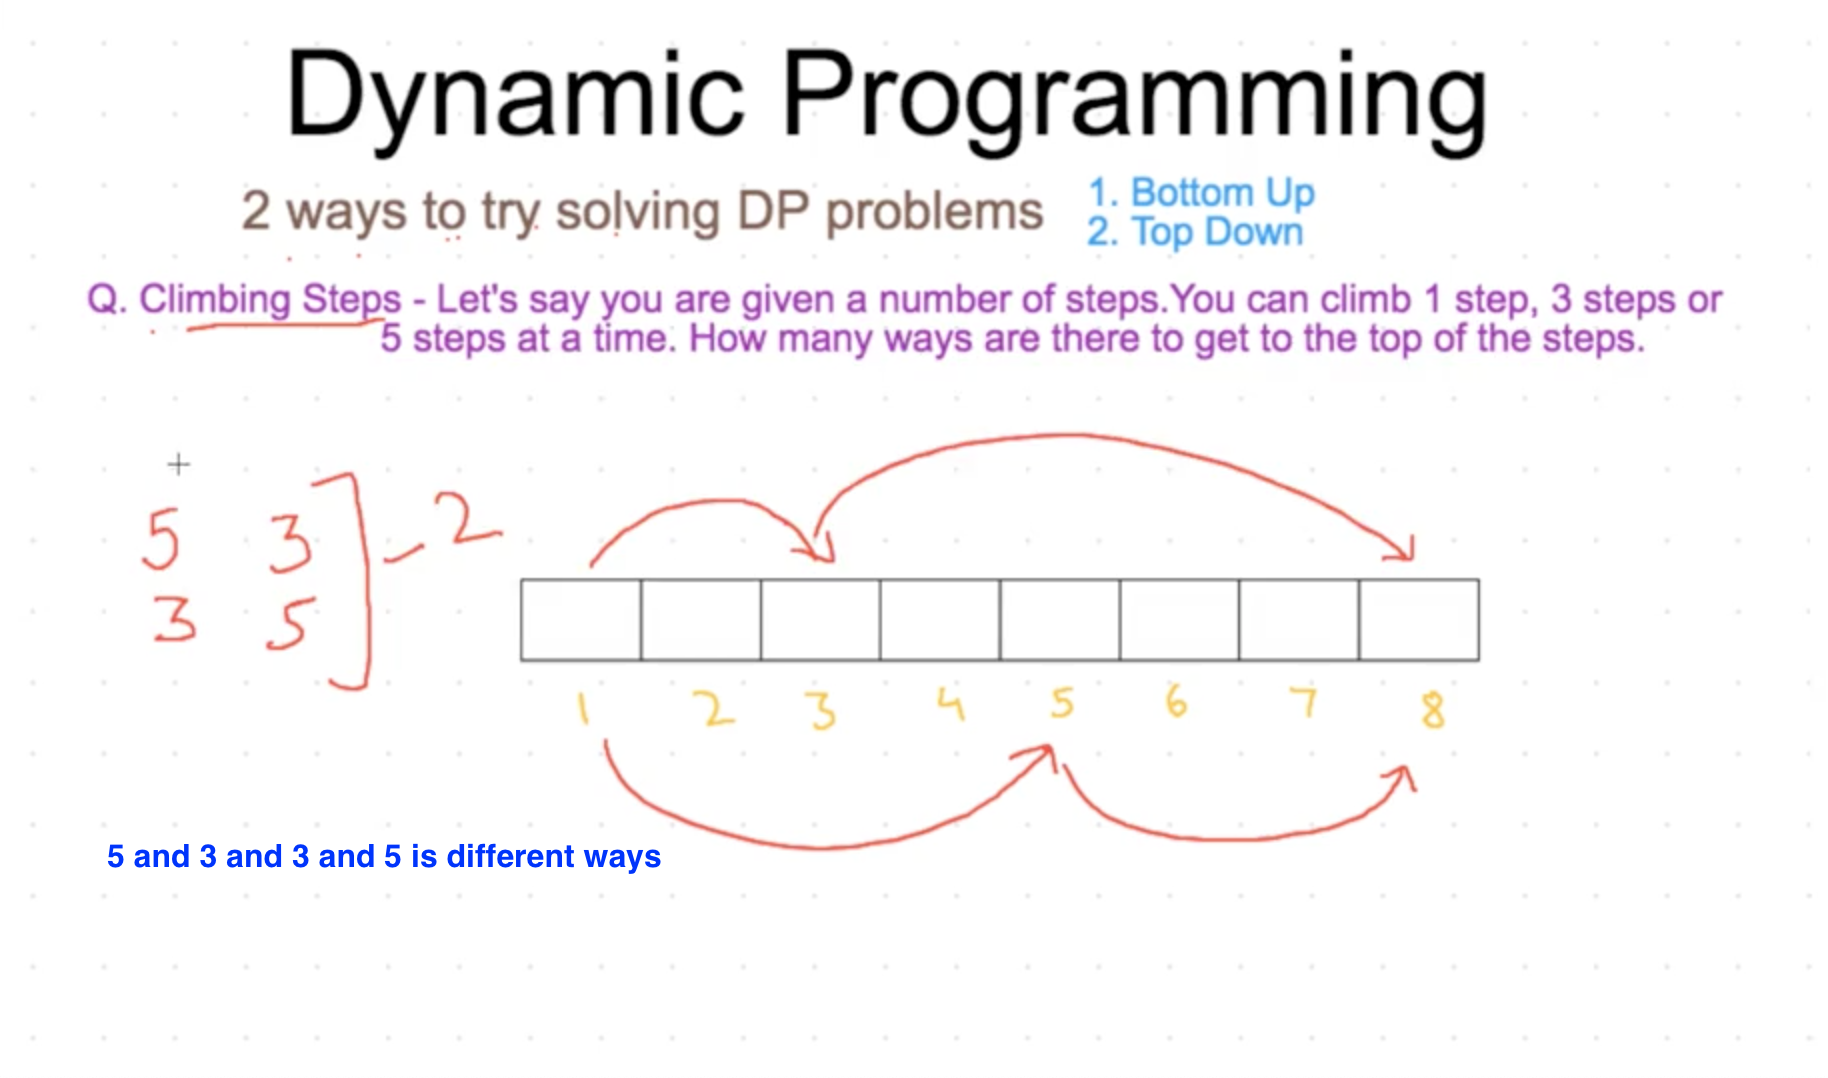 Dynamic Programming
2 ways to try solving DP problems
1. Bottom Up
2. Top Down
Q. Climbing Steps - Let's say you are given a number of steps.You can climb 1 step, 3 steps or
5 steps at a time. How many ways are there to get to the top of the steps.
5 3
3 5
- 2
1 2 3 4 5 6 7 8
5 and 3 and 3 and 5 is different ways